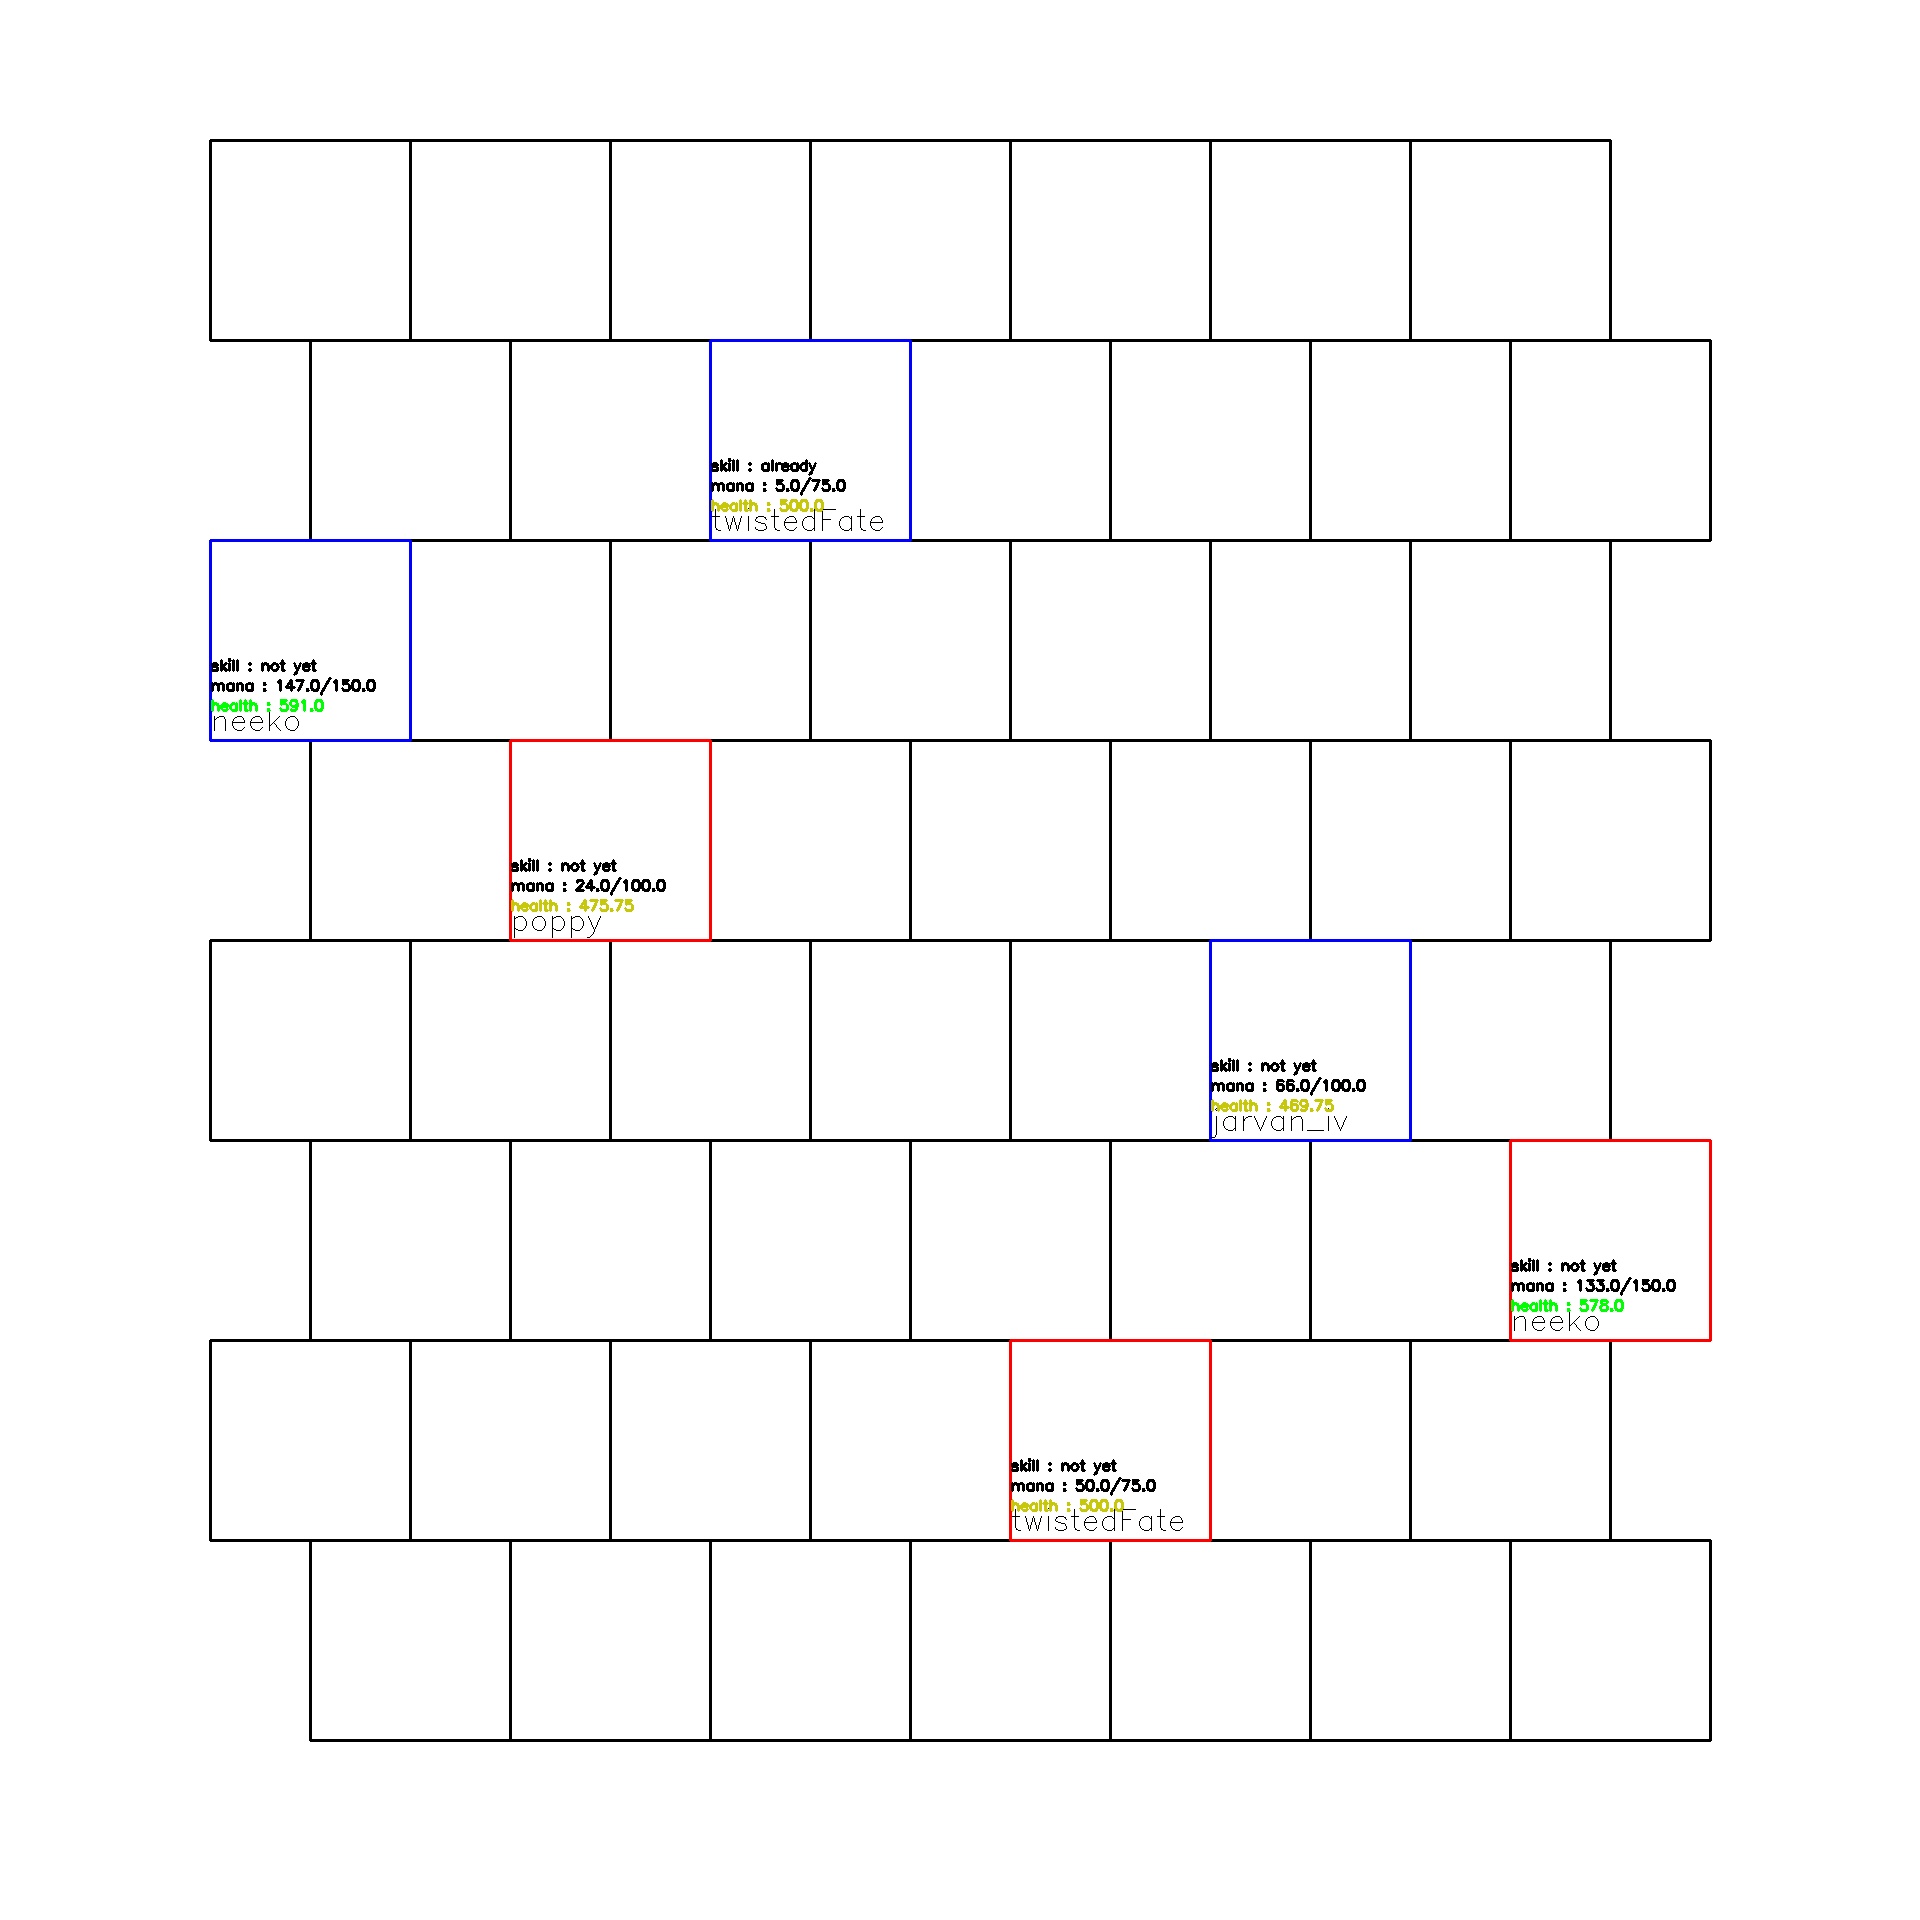 skill : already
mana : 5.0/75.0
health : 500.0
twistedFate
skill : not yet
mana : 147.0/150.0
health : 591.0
neeko
skill : not yet
mana : 24.0/100.0
health : 475.75
poppy
skill : not yet
mana : 66.0/100.0
health : 469.75
jarvan_iv
skill : not yet
mana : 133.0/150.0
health : 578.0
neeko
skill : not yet
mana : 50.0/75.0
health : 500.0
twistedFate